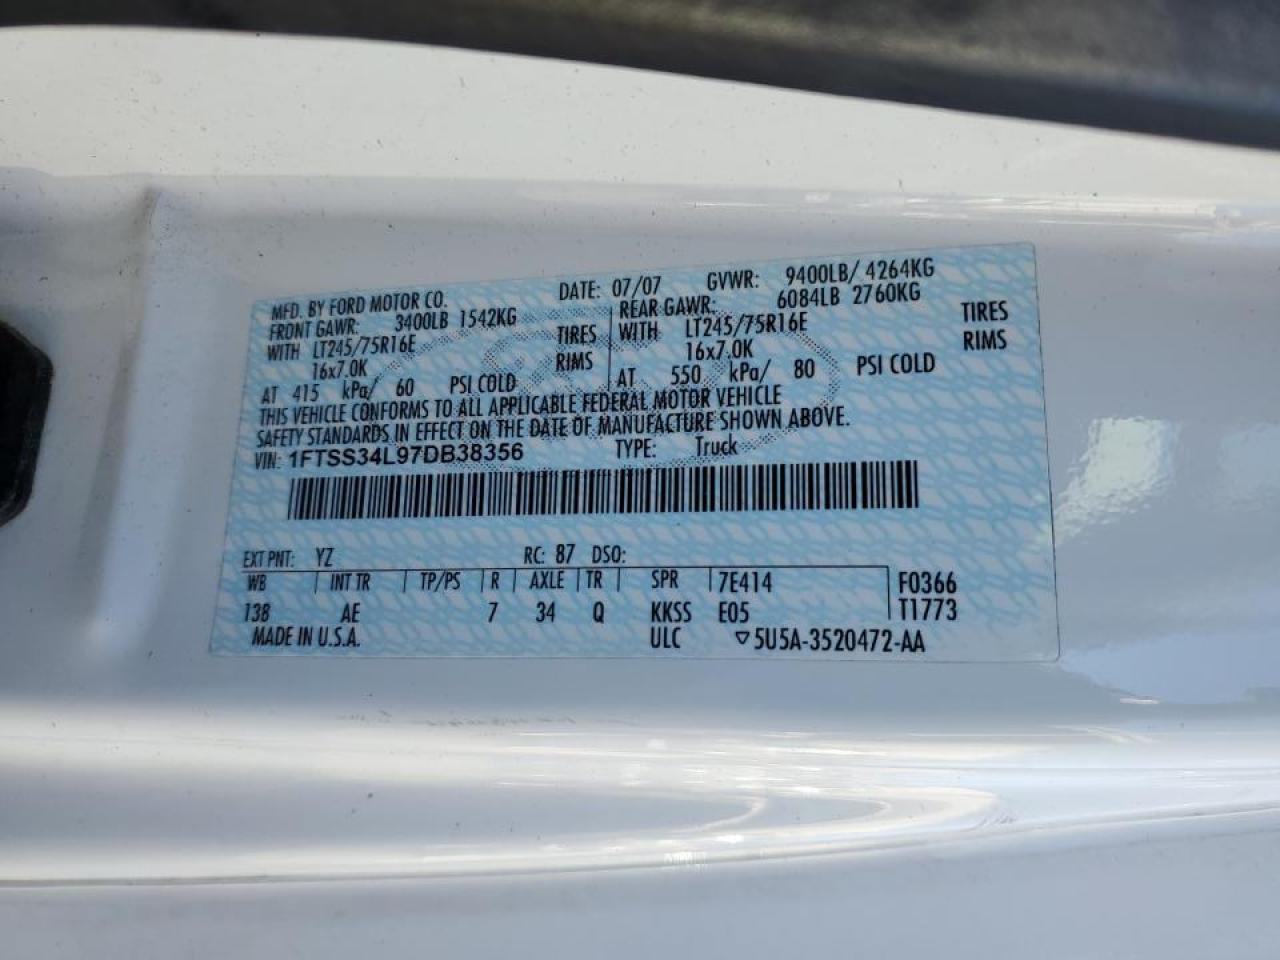 MFD. BY FORD MOTOR CO. DATE: 07/07 GVWR: 9400LB/ 4264KG
FRONT GAWR: 3400LB 1542KG REAR GAWR: 6084LB 2760KG
WITH LT245/75R16E TIRES WITH LT245/75R16E TIRES
16x7.0K RIMS 16x7.0K RIMS
AT 415 kPa/ 60 PSI COLD AT 550 kPa/ 80 PSI COLD
THIS VEHICLE CONFORMS TO ALL APPLICABLE FEDERAL MOTOR VEHICLE
SAFETY STANDARDS IN EFFECT ON THE DATE OF MANUFACTURE SHOWN ABOVE.
VIN: 1FTSS34L97DB38356 TYPE: Truck
EXT PNT: YZ RC: 87 DSO:
WB INT TR TP/PS R AXLE TR SPR 7E414 F0366
138 AE 7 34 Q KKSS E05 T1773
MADE IN U.S.A. ULC ▽5U5A-3520472-AA